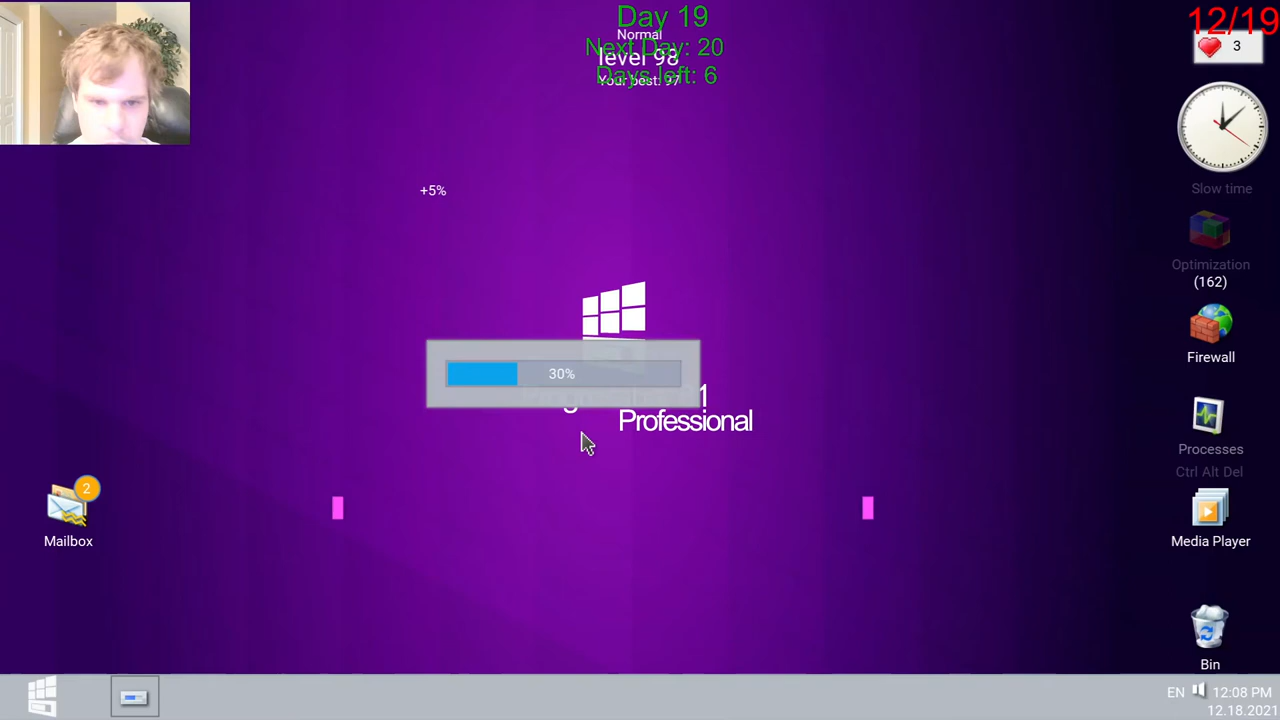 Day 19
Normal
Next Day: 20
level 98
Days left: 6
Your best: 97
12/19
3
Slow time
+5%
Optimization
(162)
Firewall
30%
Professional
Processes
Ctrl Alt Del
2
Mailbox
Media Player
Bin
EN
12:08 PM
12.18.2021